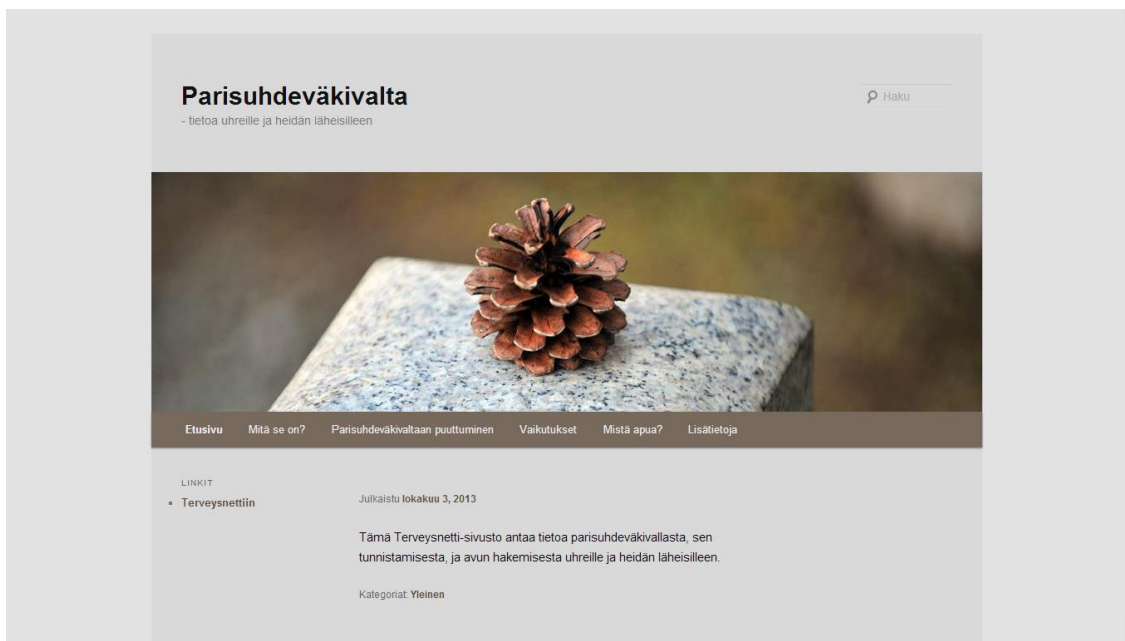 Parisuhdeväkivalta
- tietoa uhreille ja heidän läheisilleen
Haku
Etusivu Mitä se on? Parisuhdeväkivaltaan puuttuminen Vaikutukset Mistä apua? Lisätietoja
LINKIT
Terveysnettiin
Julkaistu lokakuu 3, 2013
Tämä Terveysnetti-sivusto antaa tietoa parisuhdeväkivallasta, sen
tunnistamisesta, ja avun hakemisesta uhreille ja heidän läheisilleen.
Kategoriat: Yleinen